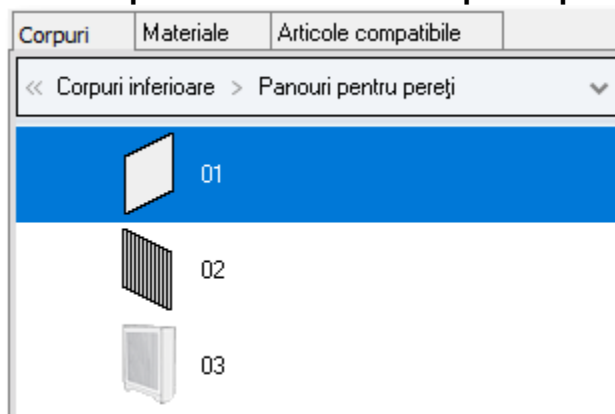 Corpuri Materiale Articole compatibile
« Corpuri inferioare > Panouri pentru pereți
01
02
03